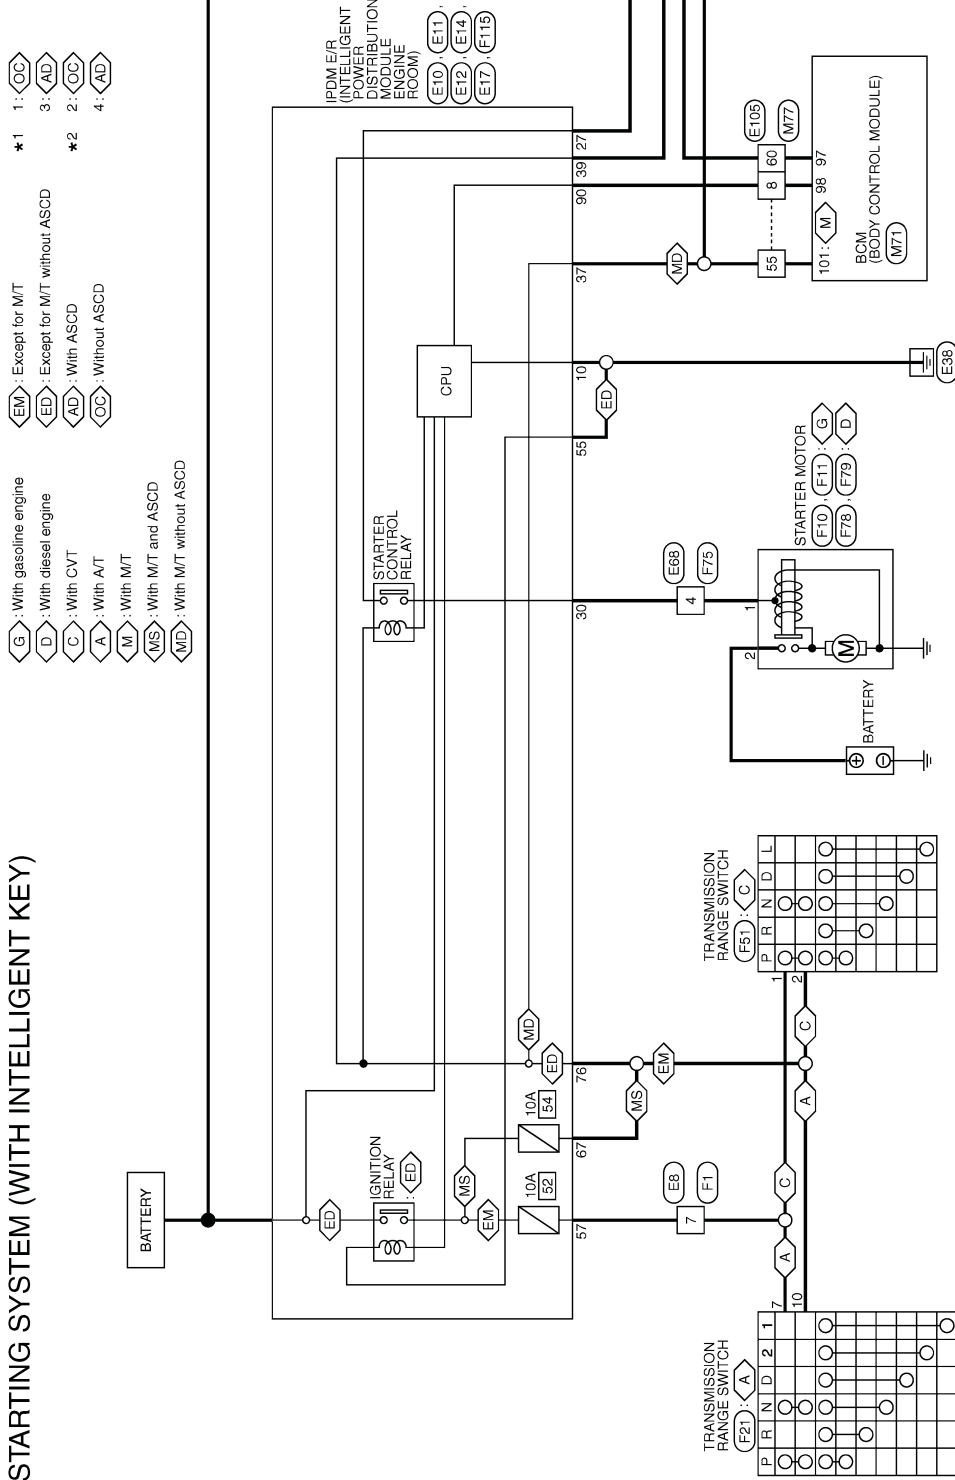 STARTING SYSTEM (WITH INTELLIGENT KEY)
G : With gasoline engine
D : With diesel engine
C : With CVT
A : With A/T
M : With M/T
MS : With M/T and ASCD
MD : With M/T without ASCD
EM : Except for M/T
ED : Except for M/T without ASCD
AD : With ASCD
OC : Without ASCD
*1 1: OC
3: AD
*2 2: OC
4: AD
BATTERY
IPDM E/R
(INTELLIGENT
POWER
DISTRIBUTION
MODULE
ENGINE
ROOM)
E10 , E11 ,
E12 , E14 ,
E17 , F115
ED
IGNITION
RELAY
: ED
MS
EM
10A
52
10A
54
MD
ED
STARTER
CONTROL
RELAY
CPU
57
67
76
30
55
10
37
90
39
27
7
E8
F1
MS
EM
4
E68
F75
ED
MD
55
8
60
E105
M77
101: M
98
97
BCM
(BODY CONTROL MODULE)
M71
E38
TRANSMISSION
RANGE SWITCH
F21 : A
P R N D 2 1
7
10
A
C
A
C
TRANSMISSION
RANGE SWITCH
F51 : C
P R N D L
1
2
BATTERY
2
1
M
STARTER MOTOR
F10 , F11 : G
F78 , F79 : D